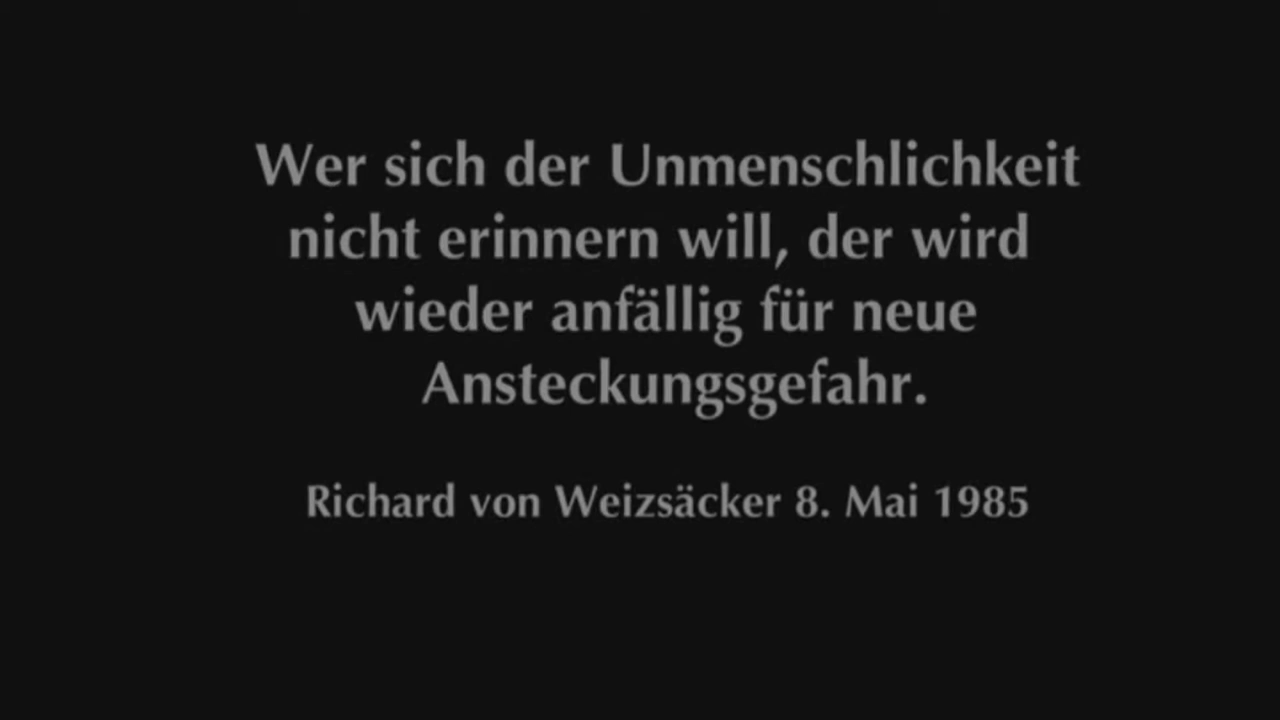 Wer sich der Unmenschlichkeit
nicht erinnern will, der wird
wieder anfällig für neue
Ansteckungsgefahr.
Richard von Weizsäcker 8. Mai 1985